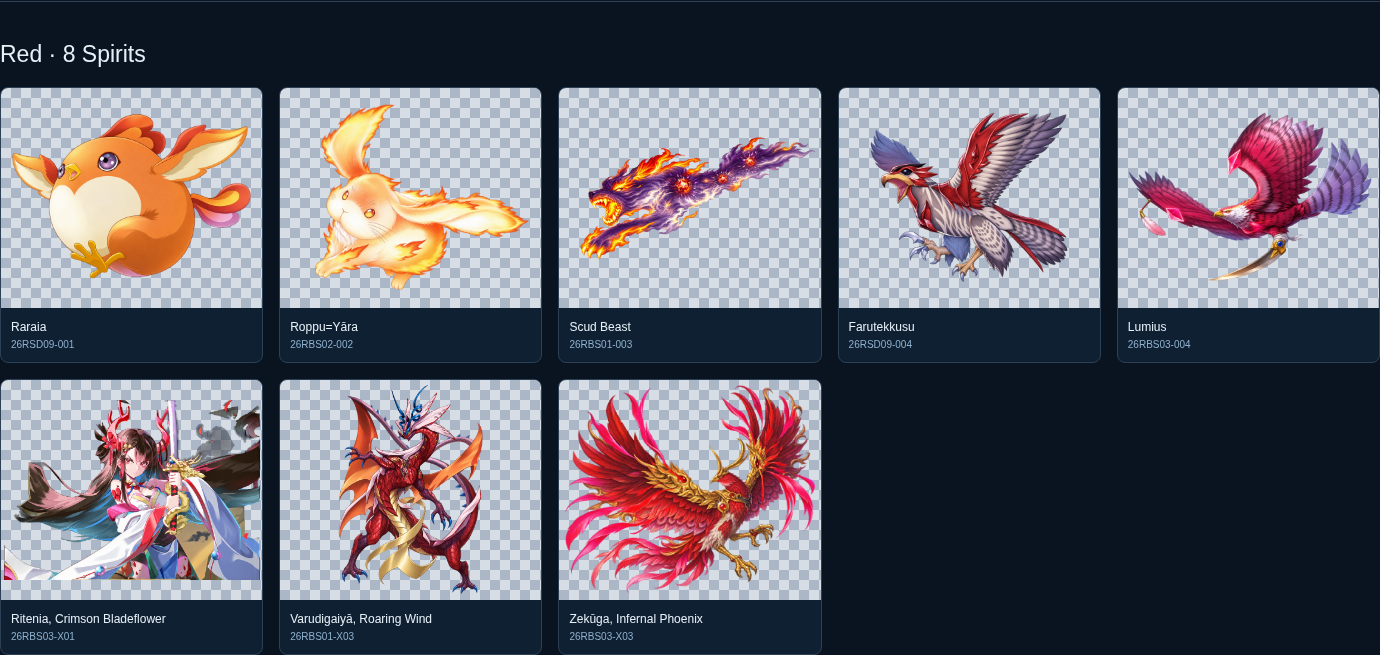 Red · 8 Spirits
Raraia
26RSD09-001
Roppu=Yāra
26RBS02-002
Scud Beast
26RBS01-003
Farutekkusu
26RSD09-004
Lumius
26RBS03-004
Ritenia, Crimson Bladeflower
26RBS03-X01
Varudigaiyā, Roaring Wind
26RBS01-X03
Zekūga, Infernal Phoenix
26RBS03-X03